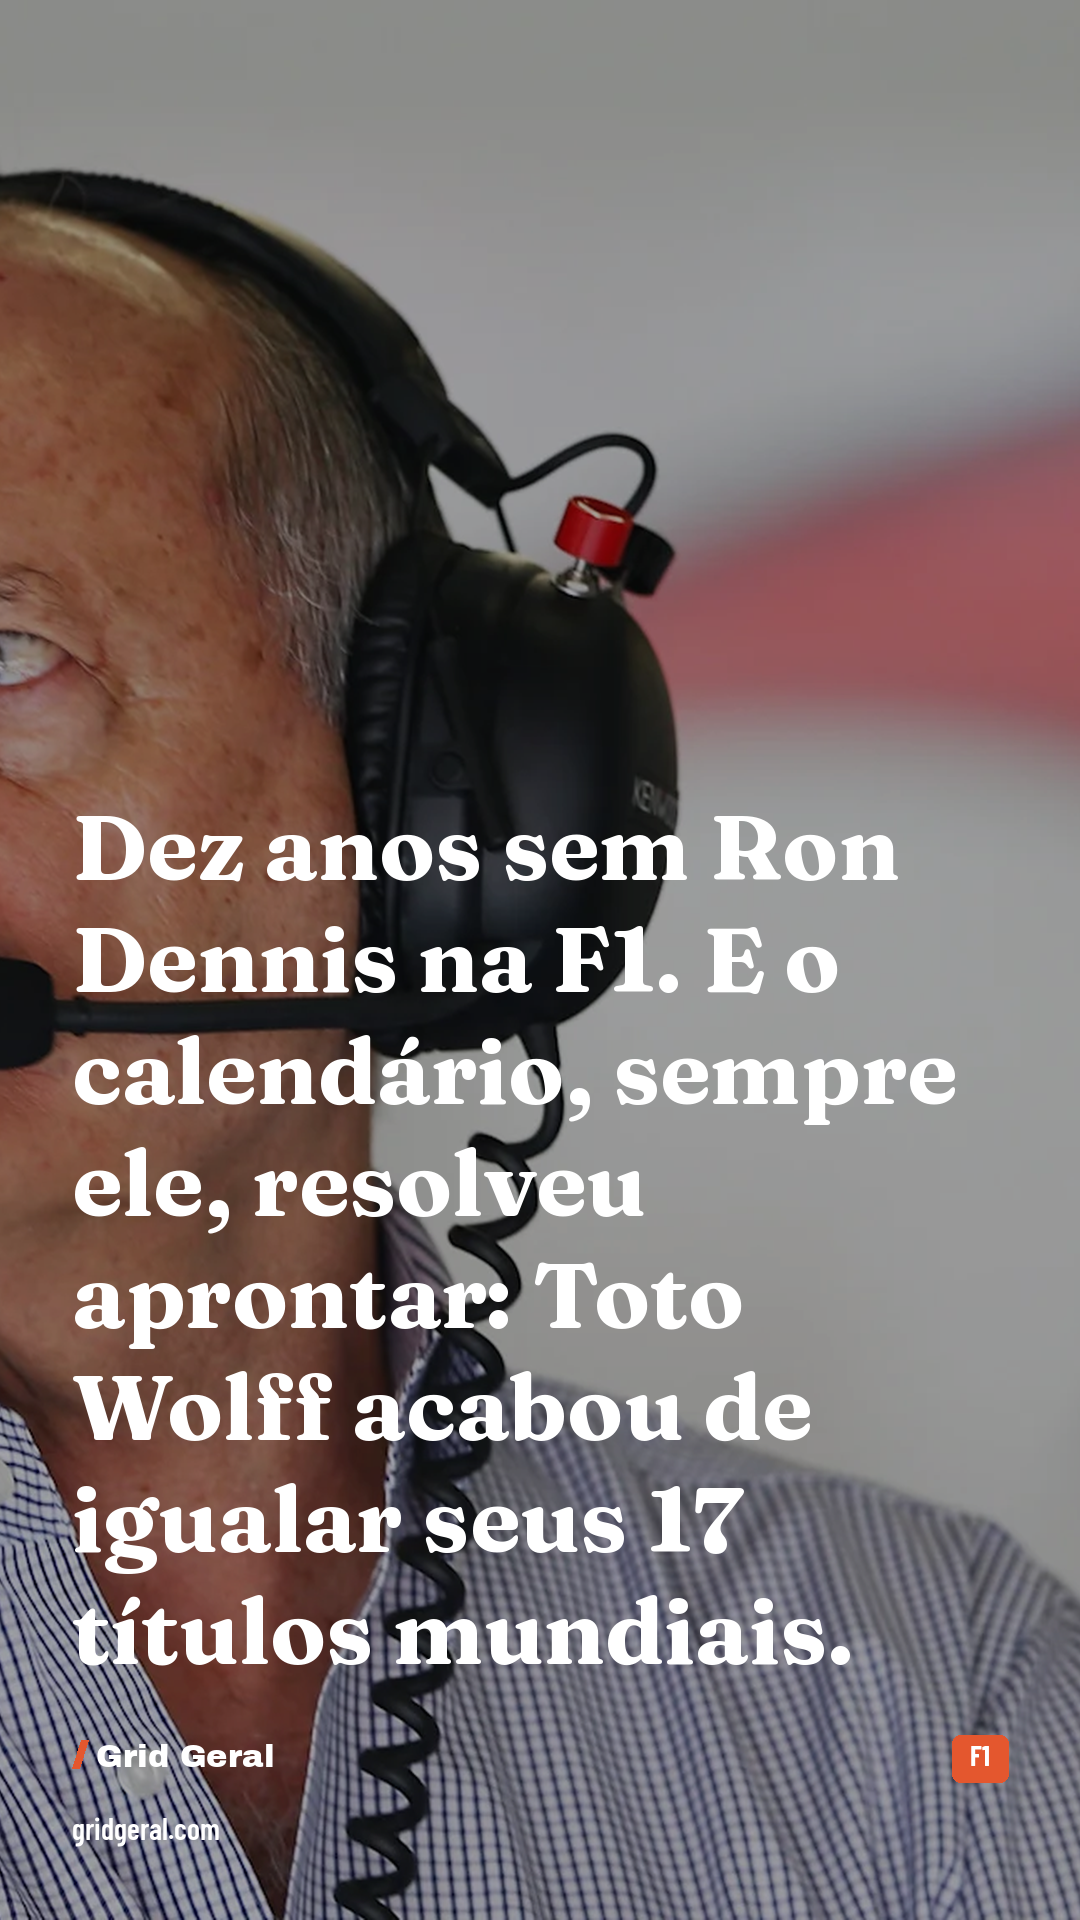 Dez anos sem Ron
Dennis na F1. E o
calendário, sempre
ele, resolveu
aprontar: Toto
Wolff acabou de
igualar seus 17
títulos mundiais.
/ Grid Geral
F1
gridgeral.com